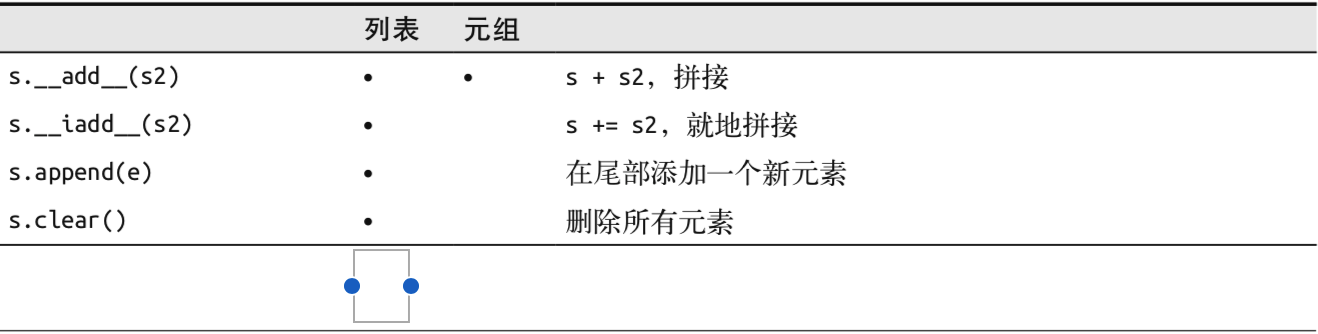 列表 元组
s.__add__(s2) • • s + s2，拼接
s.__iadd__(s2) • s += s2，就地拼接
s.append(e) • 在尾部添加一个新元素
s.clear() • 删除所有元素